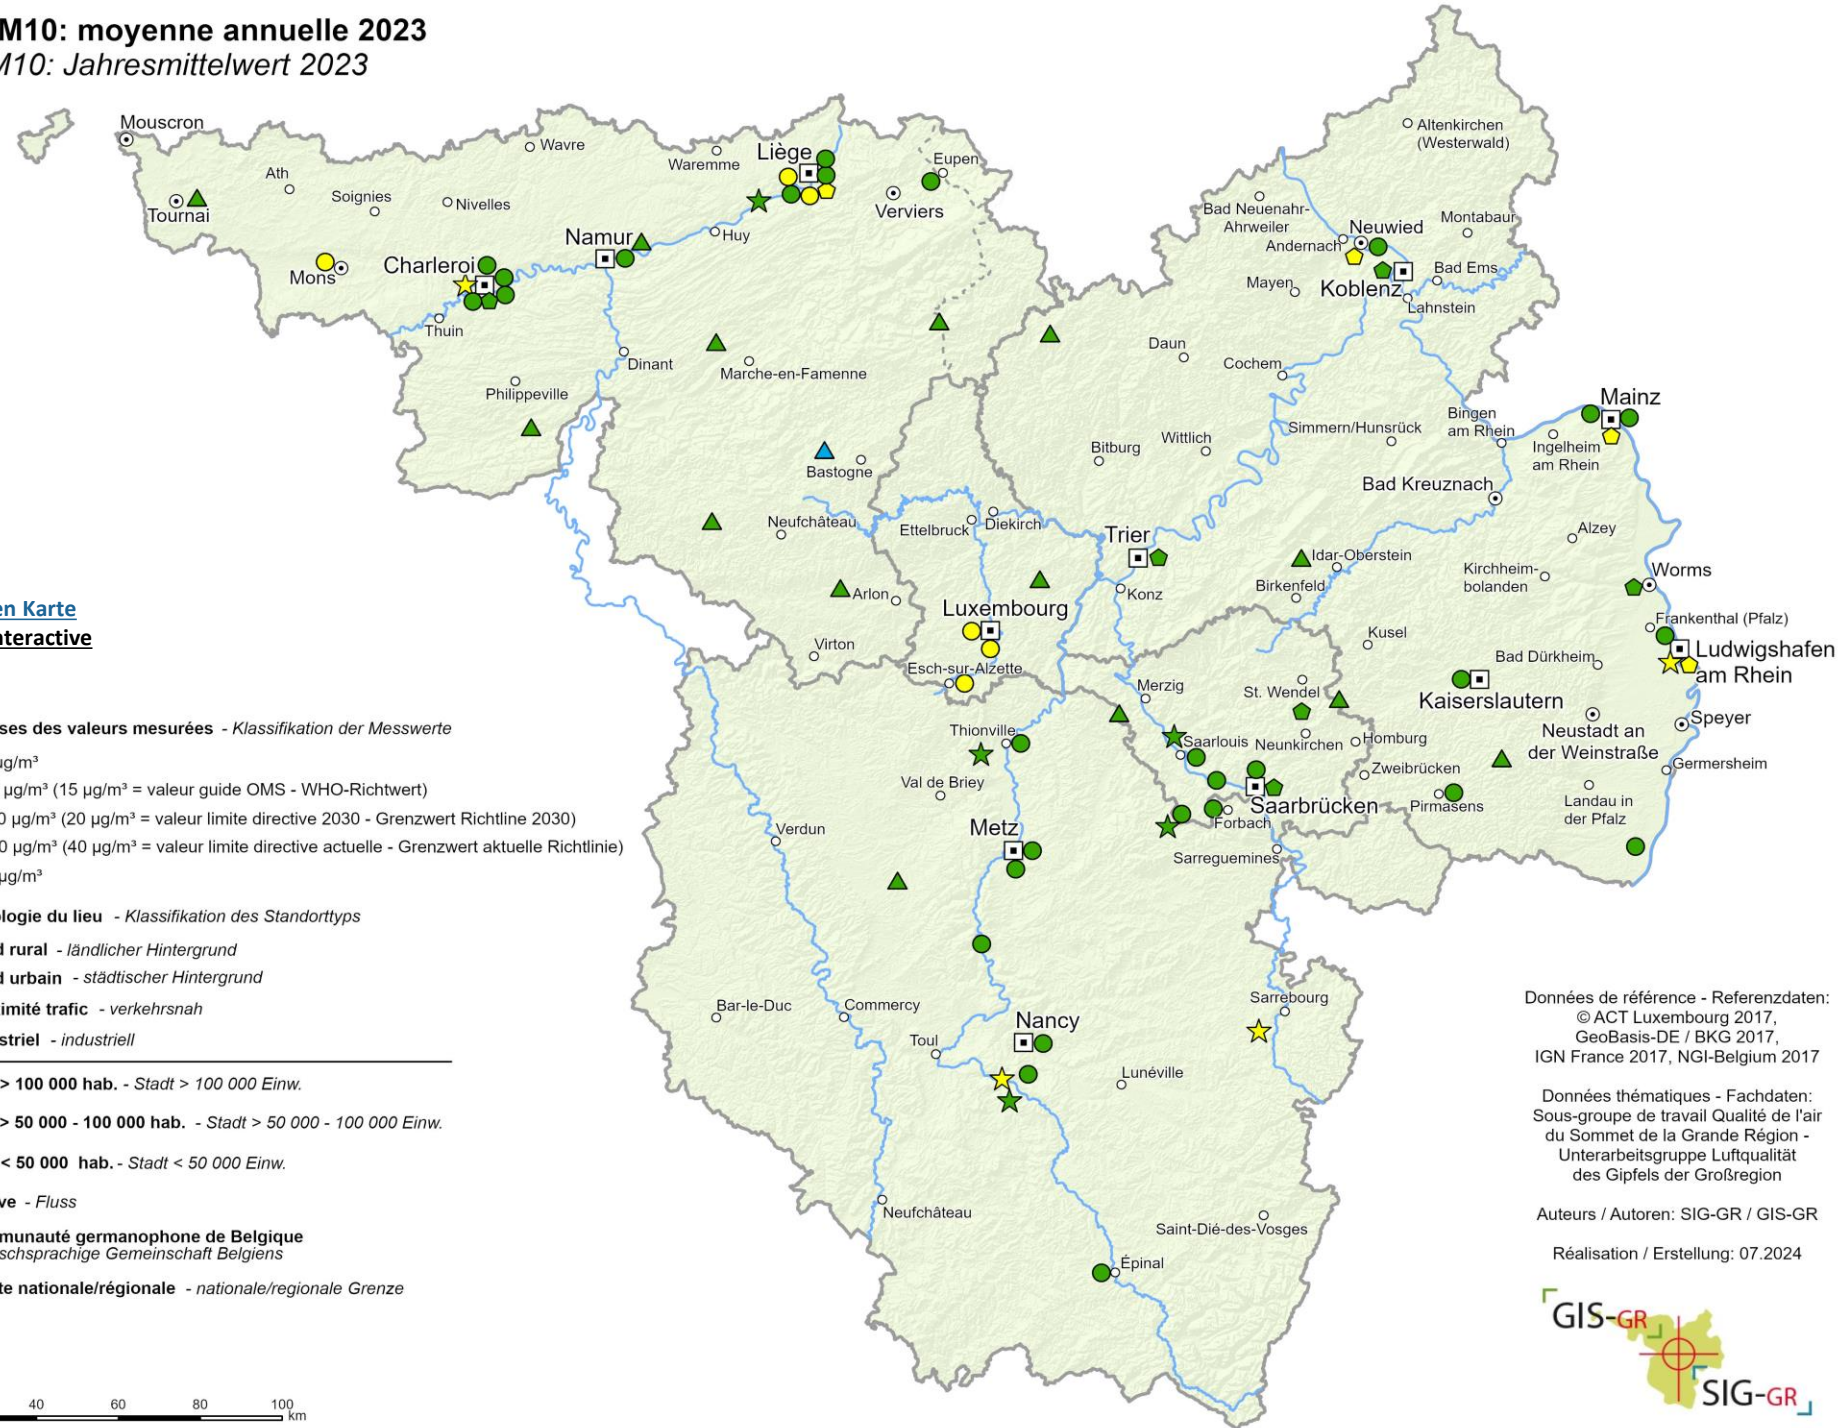 M10: moyenne annuelle 2023
M10: Jahresmittelwert 2023
Mouscron
Tournai
Ath
Soignies
Nivelles
Wavre
Mons
Charleroi
Thuin
Namur
Dinant
Philippeville
Waremme
Liège
Huy
Verviers
Eupen
Marche-en-Famenne
Bastogne
Neufchâteau
Arlon
Virton
Ettelbruck
Diekirch
Luxembourg
Esch-sur-Alzette
Altenkirchen
(Westerwald)
Bad Neuenahr-
Ahrweiler
Neuwied
Andernach
Montabaur
Mayen
Koblenz
Bad Ems
Lahnstein
Daun
Cochem
Mainz
Bingen
am Rhein
Ingelheim
am Rhein
Simmern/Hunsrück
Bitburg
Wittlich
Bad Kreuznach
Alzey
Trier
Konz
Idar-Oberstein
Birkenfeld
Kirchheim-
bolanden
Worms
Frankenthal (Pfalz)
Kusel
Bad Dürkheim
Ludwigshafen
am Rhein
Kaiserslautern
Speyer
Neustadt an
der Weinstraße
Germersheim
Landau in
der Pfalz
Zweibrücken
Pirmasens
Merzig
St. Wendel
Saarlouis
Neunkirchen
Homburg
Saarbrücken
Forbach
Sarreguemines
Thionville
Val de Briey
Metz
Verdun
Bar-le-Duc
Commercy
Toul
Nancy
Lunéville
Sarrebourg
Neufchâteau
Saint-Dié-des-Vosges
Épinal
en Karte
nteractive
ses des valeurs mesurées - Klassifikation der Messwerte
µg/m³
µg/m³ (15 µg/m³ = valeur guide OMS - WHO-Richtwert)
0 µg/m³ (20 µg/m³ = valeur limite directive 2030 - Grenzwert Richtline 2030)
0 µg/m³ (40 µg/m³ = valeur limite directive actuelle - Grenzwert aktuelle Richtlinie)
µg/m³
ologie du lieu - Klassifikation des Standorttyps
d rural - ländlicher Hintergrund
d urbain - städtischer Hintergrund
ximité trafic - verkehrsnah
striel - industriell
> 100 000 hab. - Stadt > 100 000 Einw.
> 50 000 - 100 000 hab. - Stadt > 50 000 - 100 000 Einw.
< 50 000 hab. - Stadt < 50 000 Einw.
ve - Fluss
munauté germanophone de Belgique
schsprachige Gemeinschaft Belgiens
te nationale/régionale - nationale/regionale Grenze
40 60 80 100
km
Données de référence - Referenzdaten:
© ACT Luxembourg 2017,
GeoBasis-DE / BKG 2017,
IGN France 2017, NGI-Belgium 2017
Données thématiques - Fachdaten:
Sous-groupe de travail Qualité de l'air
du Sommet de la Grande Région -
Unterarbeitsgruppe Luftqualität
des Gipfels der Großregion
Auteurs / Autoren: SIG-GR / GIS-GR
Réalisation / Erstellung: 07.2024
GIS-GR
SIG-GR